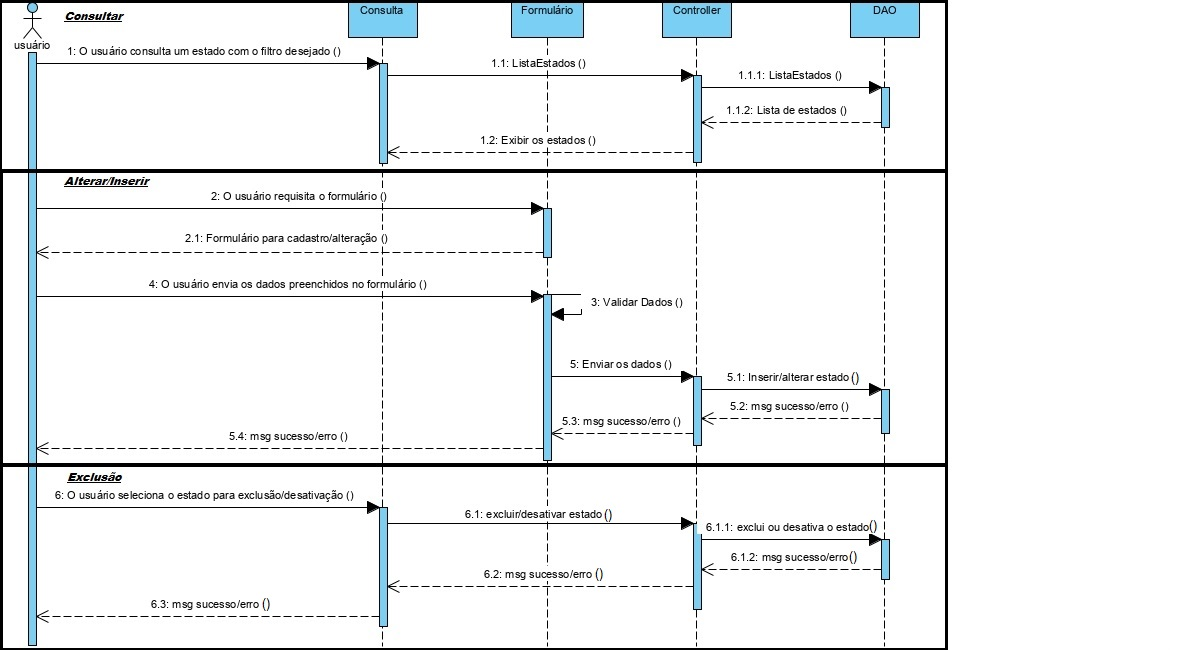 Consultar
Consulta
Formulário
Controller
DAO
usuário
1: O usuário consulta um estado com o filtro desejado ()
1.1: ListaEstados ()
1.1.1: ListaEstados ()
1.1.2: Lista de estados ()
1.2: Exibir os estados ()
Alterar/Inserir
2: O usuário requisita o formulário ()
2.1: Formulário para cadastro/alteração ()
4: O usuário envia os dados preenchidos no formulário ()
3: Validar Dados ()
5: Enviar os dados ()
5.1: Inserir/alterar estado ()
5.2: msg sucesso/erro ()
5.3: msg sucesso/erro ()
5.4: msg sucesso/erro ()
Exclusão
6: O usuário seleciona o estado para exclusão/desativação ()
6.1: excluir/desativar estado ()
6.1.1: exclui ou desativa o estado()
6.1.2: msg sucesso/erro()
6.2: msg sucesso/erro ()
6.3: msg sucesso/erro ()